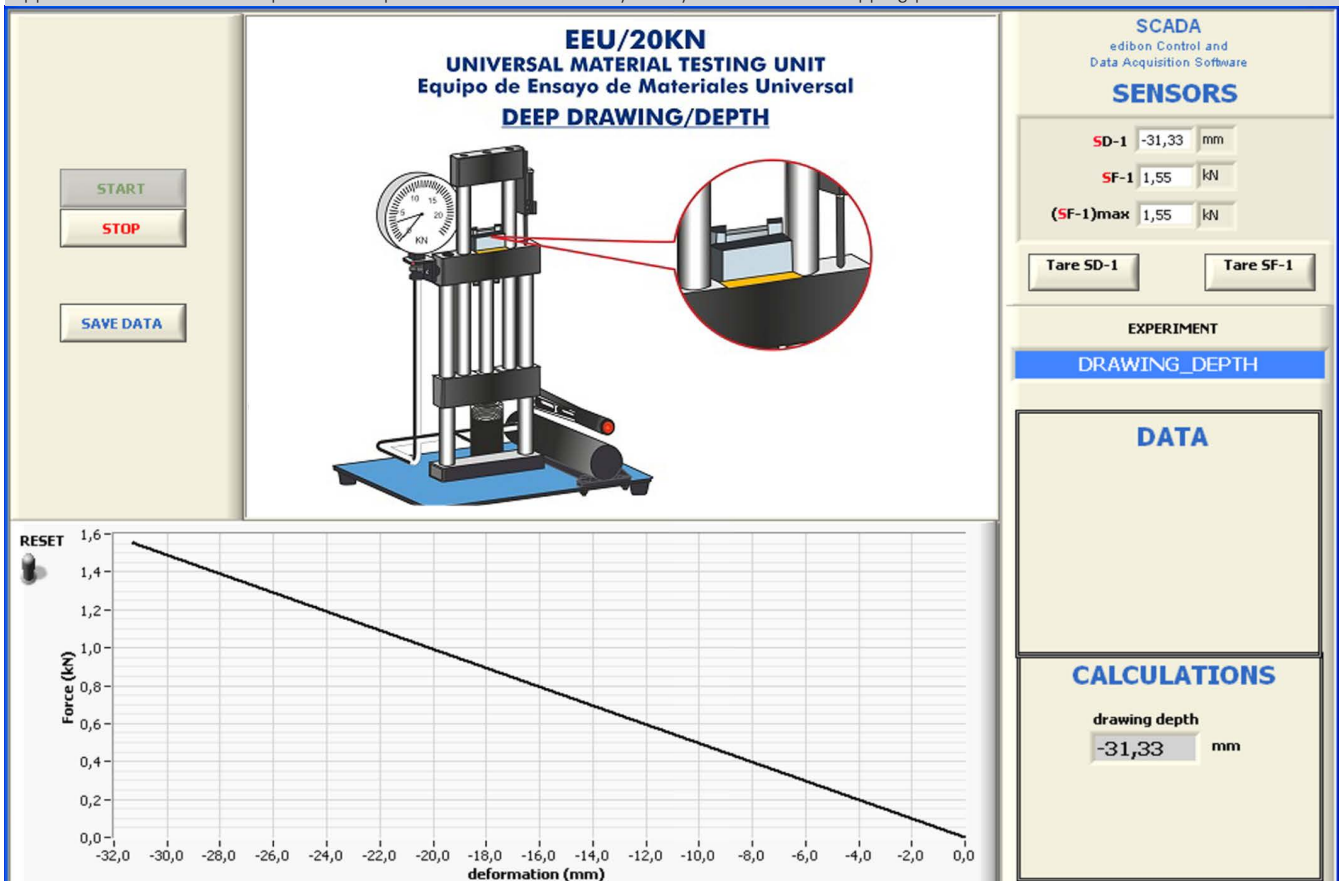 EEU/20KN
UNIVERSAL MATERIAL TESTING UNIT
Equipo de Ensayo de Materiales Universal
DEEP DRAWING/DEPTH
START
STOP
SAVE DATA
0
5
10
15
20
KN
SCADA
edibon Control and
Data Acquisition Software
SENSORS
SD-1 -31,33 mm
SF-1 1,55 kN
(SF-1)max 1,55 kN
Tare SD-1 Tare SF-1
EXPERIMENT
DRAWING_DEPTH
DATA
CALCULATIONS
drawing depth
-31,33 mm
RESET
Force (kN)
1,6
1,4
1,2
1,0
0,8
0,6
0,4
0,2
0,0
-32,0 -30,0 -28,0 -26,0 -24,0 -22,0 -20,0 -18,0 -16,0 -14,0 -12,0 -10,0 -8,0 -6,0 -4,0 -2,0 0,0
deformation (mm)